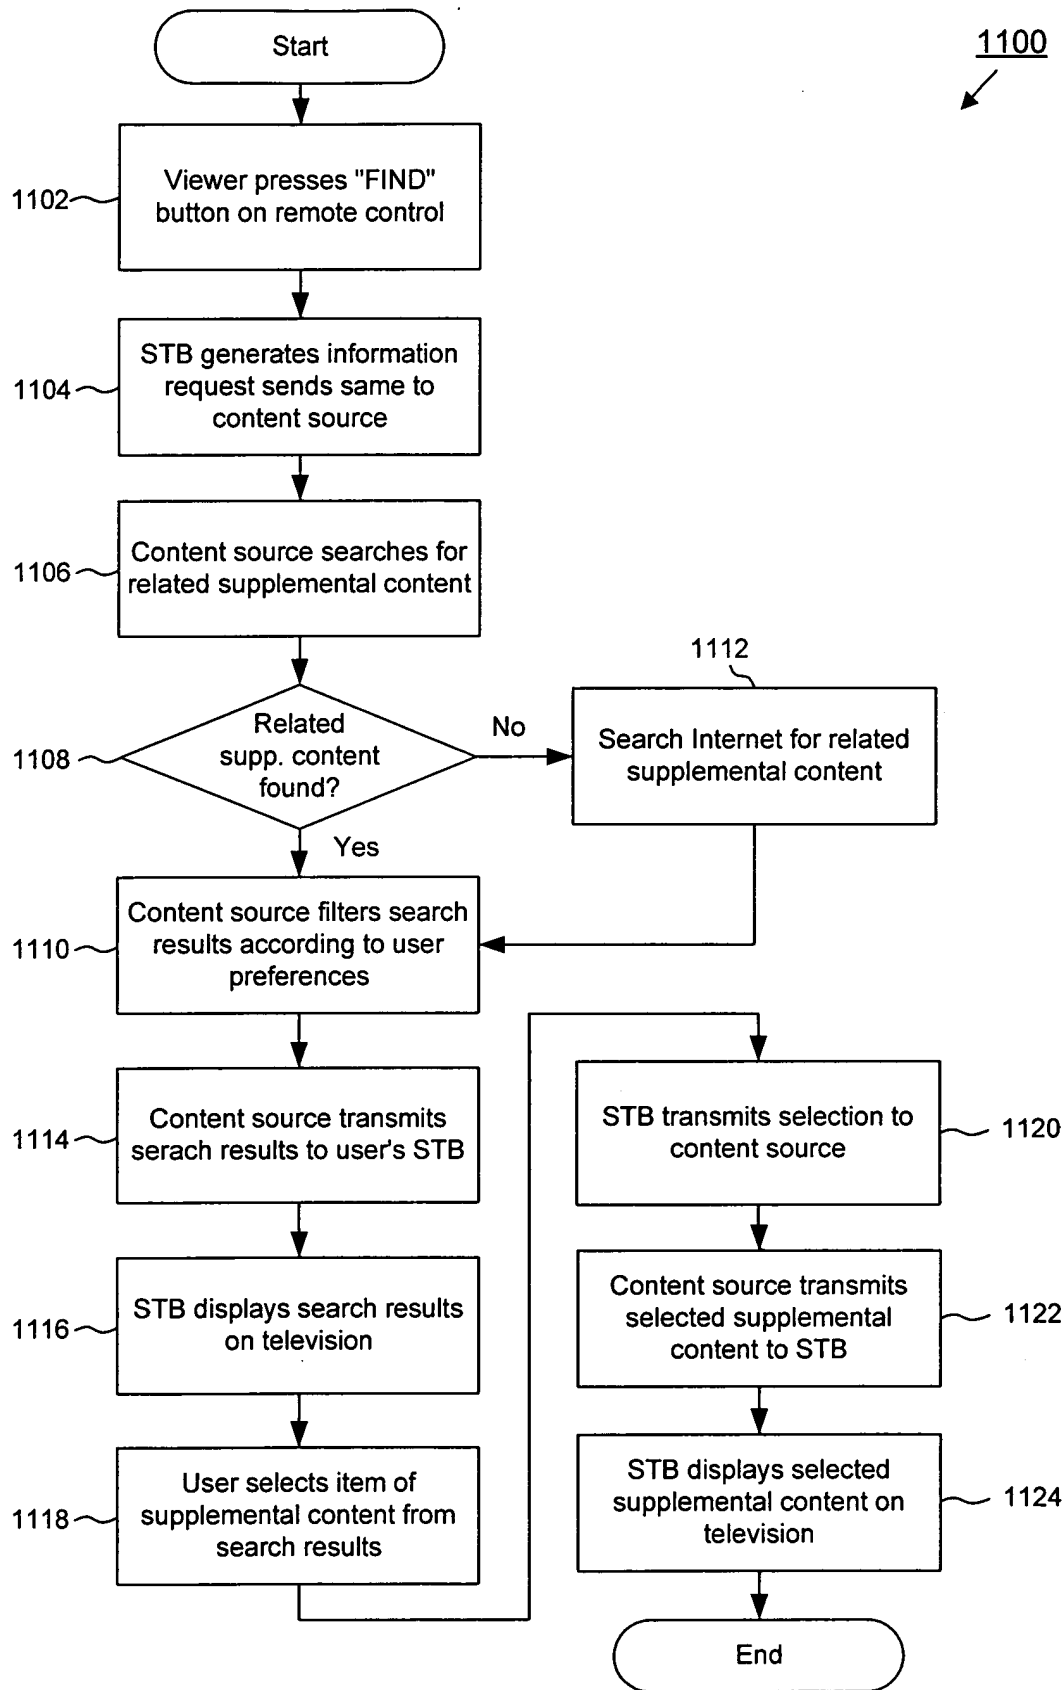 Start
1100
Viewer presses "FIND"
button on remote control
1102
STB generates information
request sends same to
content source
1104
Content source searches for
related supplemental content
1106
Related
supp. content
found?
1108
No
Yes
1112
Search Internet for related
supplemental content
Content source filters search
results according to user
preferences
1110
Content source transmits
serach results to user's STB
1114
STB displays search results
on television
1116
User selects item of
supplemental content from
search results
1118
STB transmits selection to
content source
1120
Content source transmits
selected supplemental
content to STB
1122
STB displays selected
supplemental content on
television
1124
End